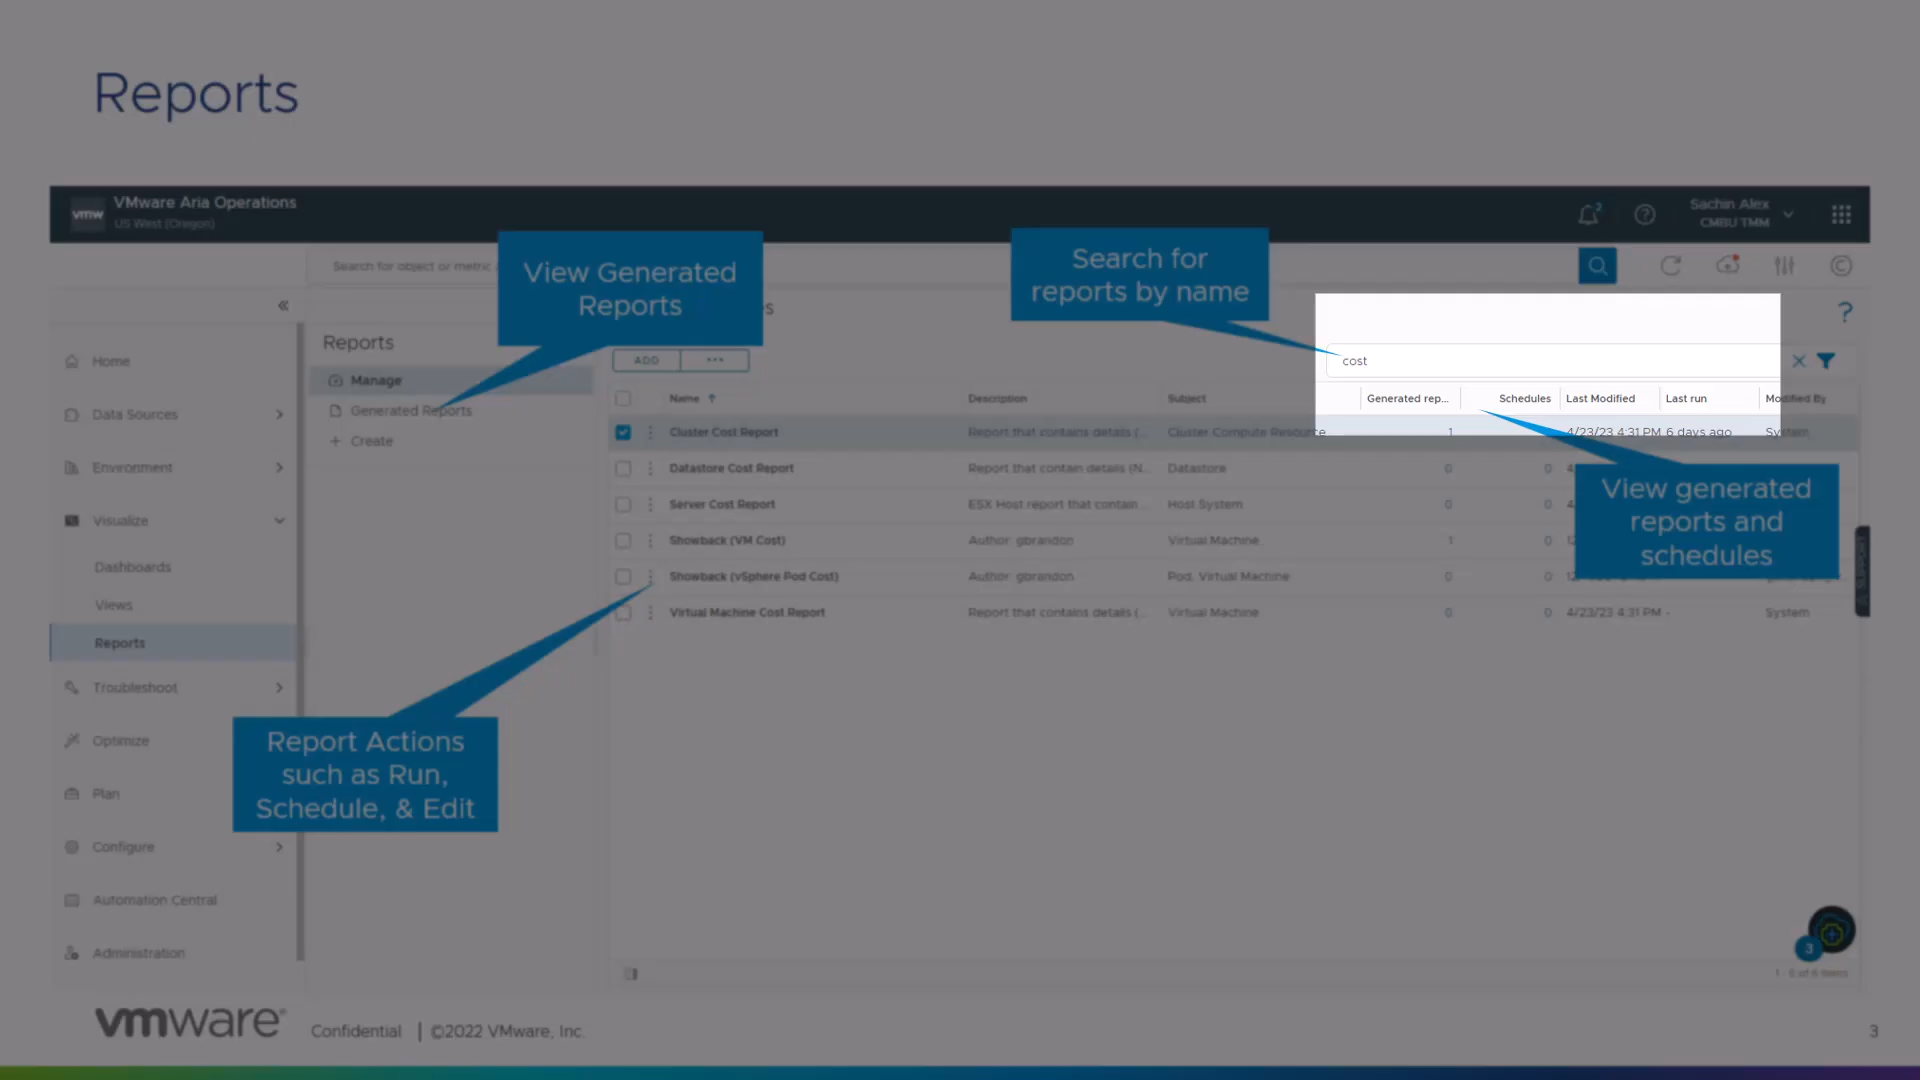 Reports
vmw
VMware Aria Operations
US West (Oregon)
2
Sachin Alex
CMBU TMM
Search for object or metric
View Generated
Reports
Search for
reports by name
Reports
ADD
cost
Home
Manage
Data Sources
Generated Reports
Create
Environment
Visualize
Dashboards
Views
Reports
Troubleshoot
Optimize
Plan
Configure
Automation Central
Administration
Name Description Subject Generated rep... Schedules Last Modified Last run Modified By
Cluster Cost Report Report that contains details (... Cluster Compute Resource 1 4/23/23 4:31 PM 6 days ago System
Datastore Cost Report Report that contain details (N... Datastore 0 0
Server Cost Report ESX Host report that contain... Host System 0 0
Showback (VM Cost) Author: gbrandon Virtual Machine 1 0
Showback (vSphere Pod Cost) Author: gbrandon Pod, Virtual Machine 0 0
Virtual Machine Cost Report Report that contains details (... Virtual Machine 0 0 4/23/23 4:31 PM - System
View generated
reports and
schedules
Report Actions
such as Run,
Schedule, & Edit
3
1 - 6 of 6 items
vmware
Confidential | ©2022 VMware, Inc.
3